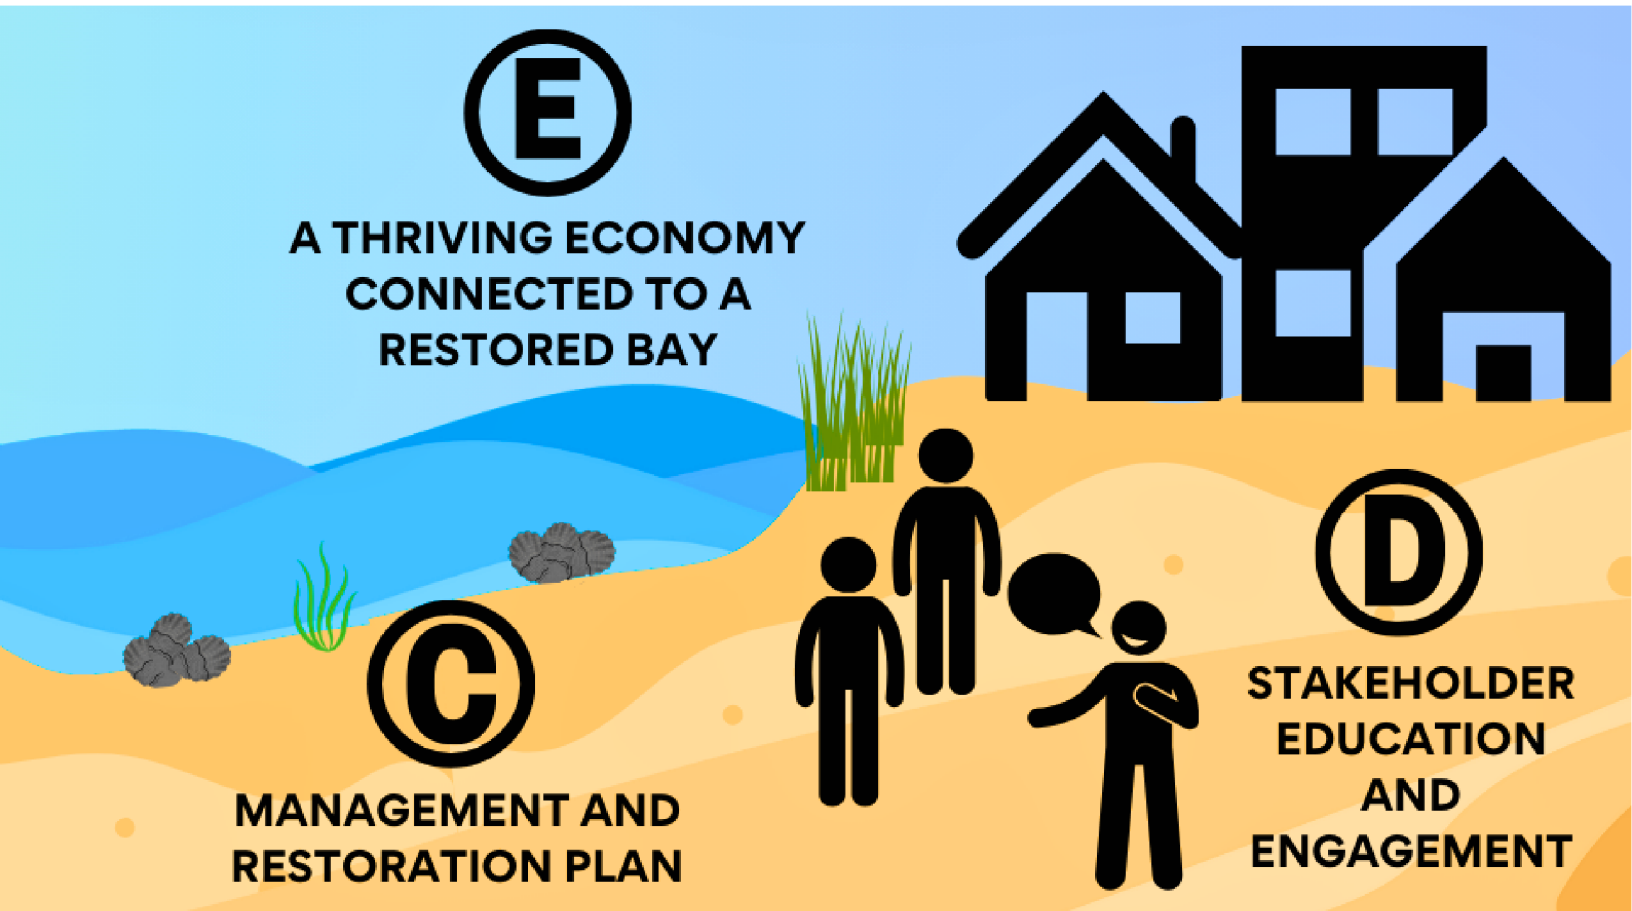 E
A THRIVING ECONOMY
CONNECTED TO A
RESTORED BAY
C
MANAGEMENT AND
RESTORATION PLAN
D
STAKEHOLDER
EDUCATION
AND
ENGAGEMENT